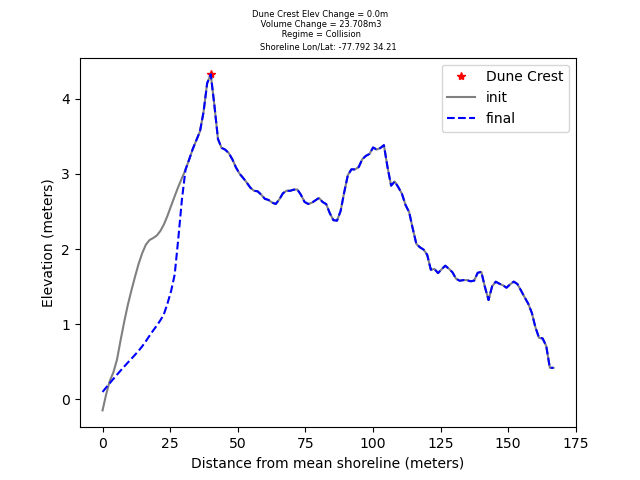 Dune Crest Elev Change = 0.0m
Volume Change = 23.708m3
Regime = Collision
Shoreline Lon/Lat: -77.792 34.21
Dune Crest
init
final
Elevation (meters)
4
3
2
1
0
0 25 50 75 100 125 150 175
Distance from mean shoreline (meters)